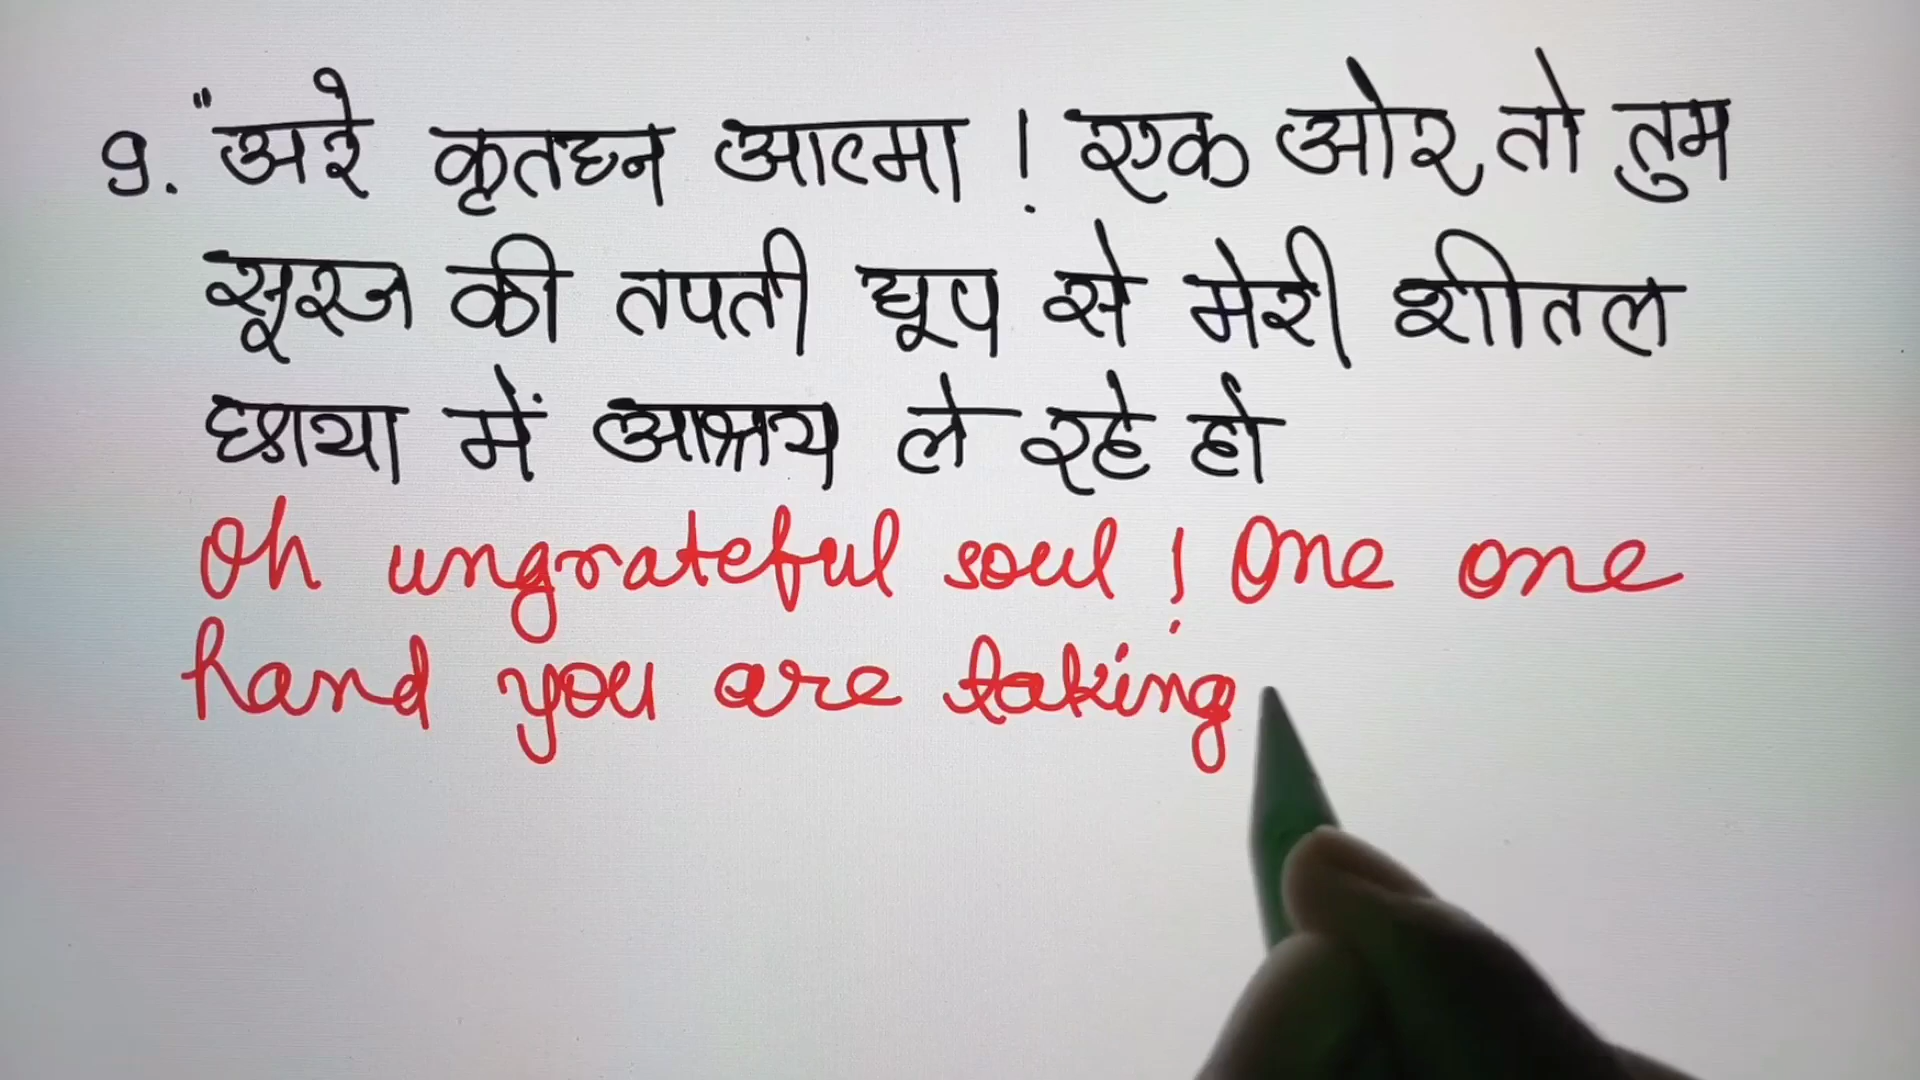 9. "अरे कृतघ्न आत्मा ! एक ओर तो तुम
सूरज की तपती धूप से मेरी शीतल
छाया में आश्रय ले रहे हो
Oh ungrateful soul ! One one
hand you are taking